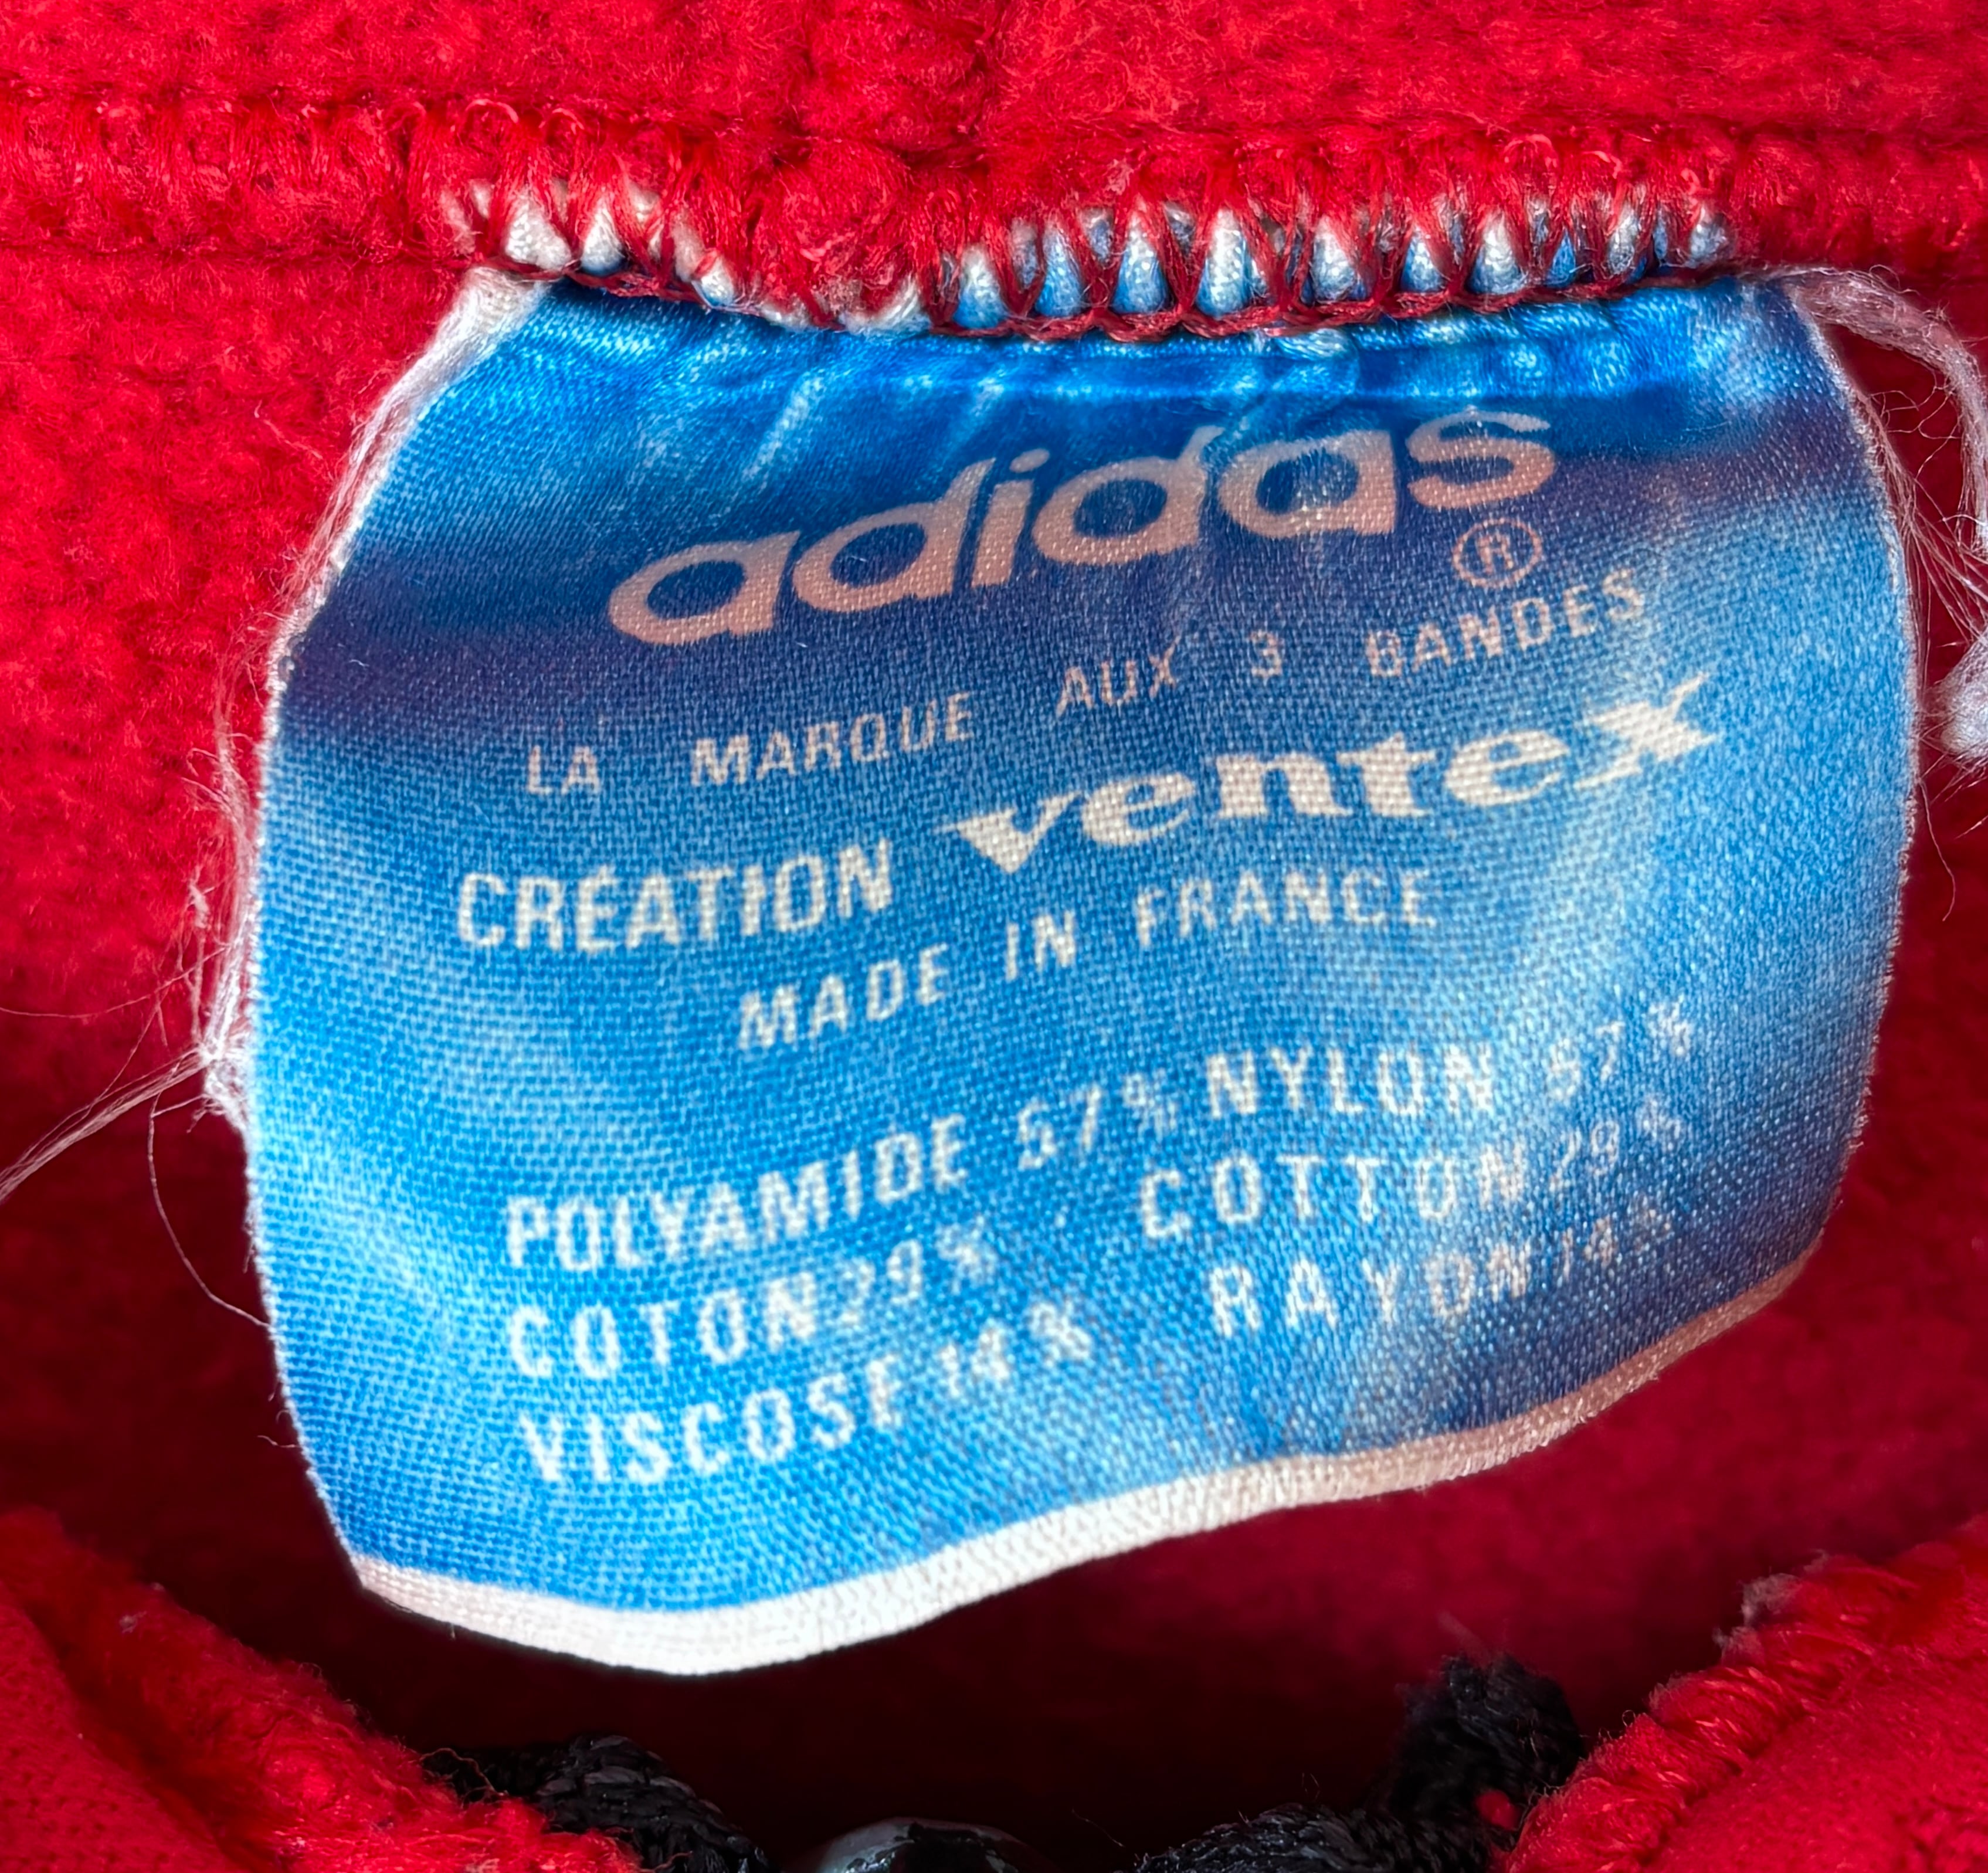 adidas ®
LA MARQUE AUX 3 BANDES
CRÉATION ventex
MADE IN FRANCE
POLYAMIDE 57% NYLON 57%
COTON 29% COTTON 29%
VISCOSE 14% RAYON 14%